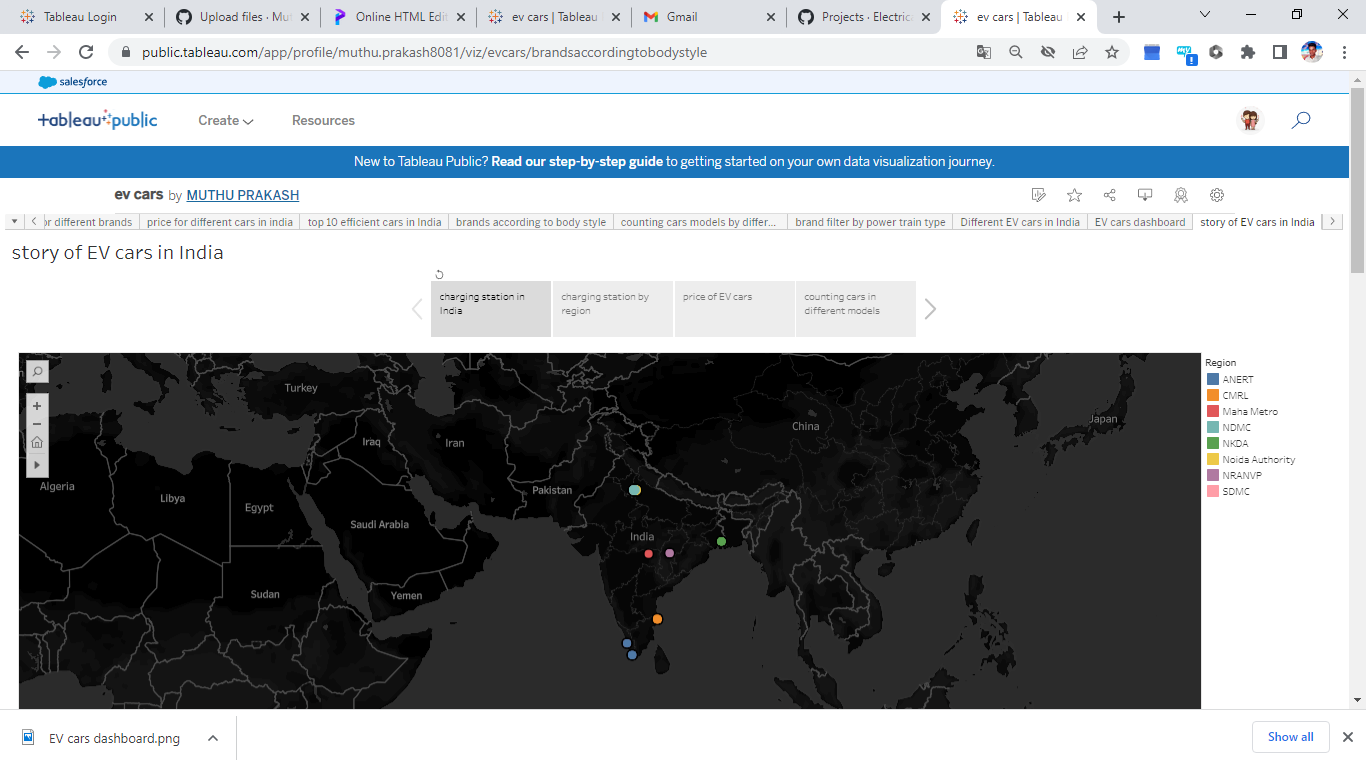 Tableau Login
Upload files · Mu
Online HTML Edi
ev cars | Tableau
Gmail
Projects · Electric
ev cars | Tableau
public.tableau.com/app/profile/muthu.prakash8081/viz/evcars/brandsaccordingtobodystyle
my
salesforce
tableau public
Create
Resources
New to Tableau Public? Read our step-by-step guide to getting started on your own data visualization journey.
ev cars by MUTHU PRAKASH
or different brands
price for different cars in india
top 10 efficient cars in India
brands according to body style
counting cars models by differ...
brand filter by power train type
Different EV cars in India
EV cars dashboard
story of EV cars in India
story of EV cars in India
charging station in
India
charging station by
region
price of EV cars
counting cars in
different models
Region
ANERT
CMRL
Maha Metro
NDMC
NKDA
Noida Authority
NRANVP
SDMC
Turkey
Japan
China
Iraq
Iran
Algeria
Libya
Pakistan
Egypt
Saudi Arabia
India
Sudan
Yemen
EV cars dashboard.png
Show all